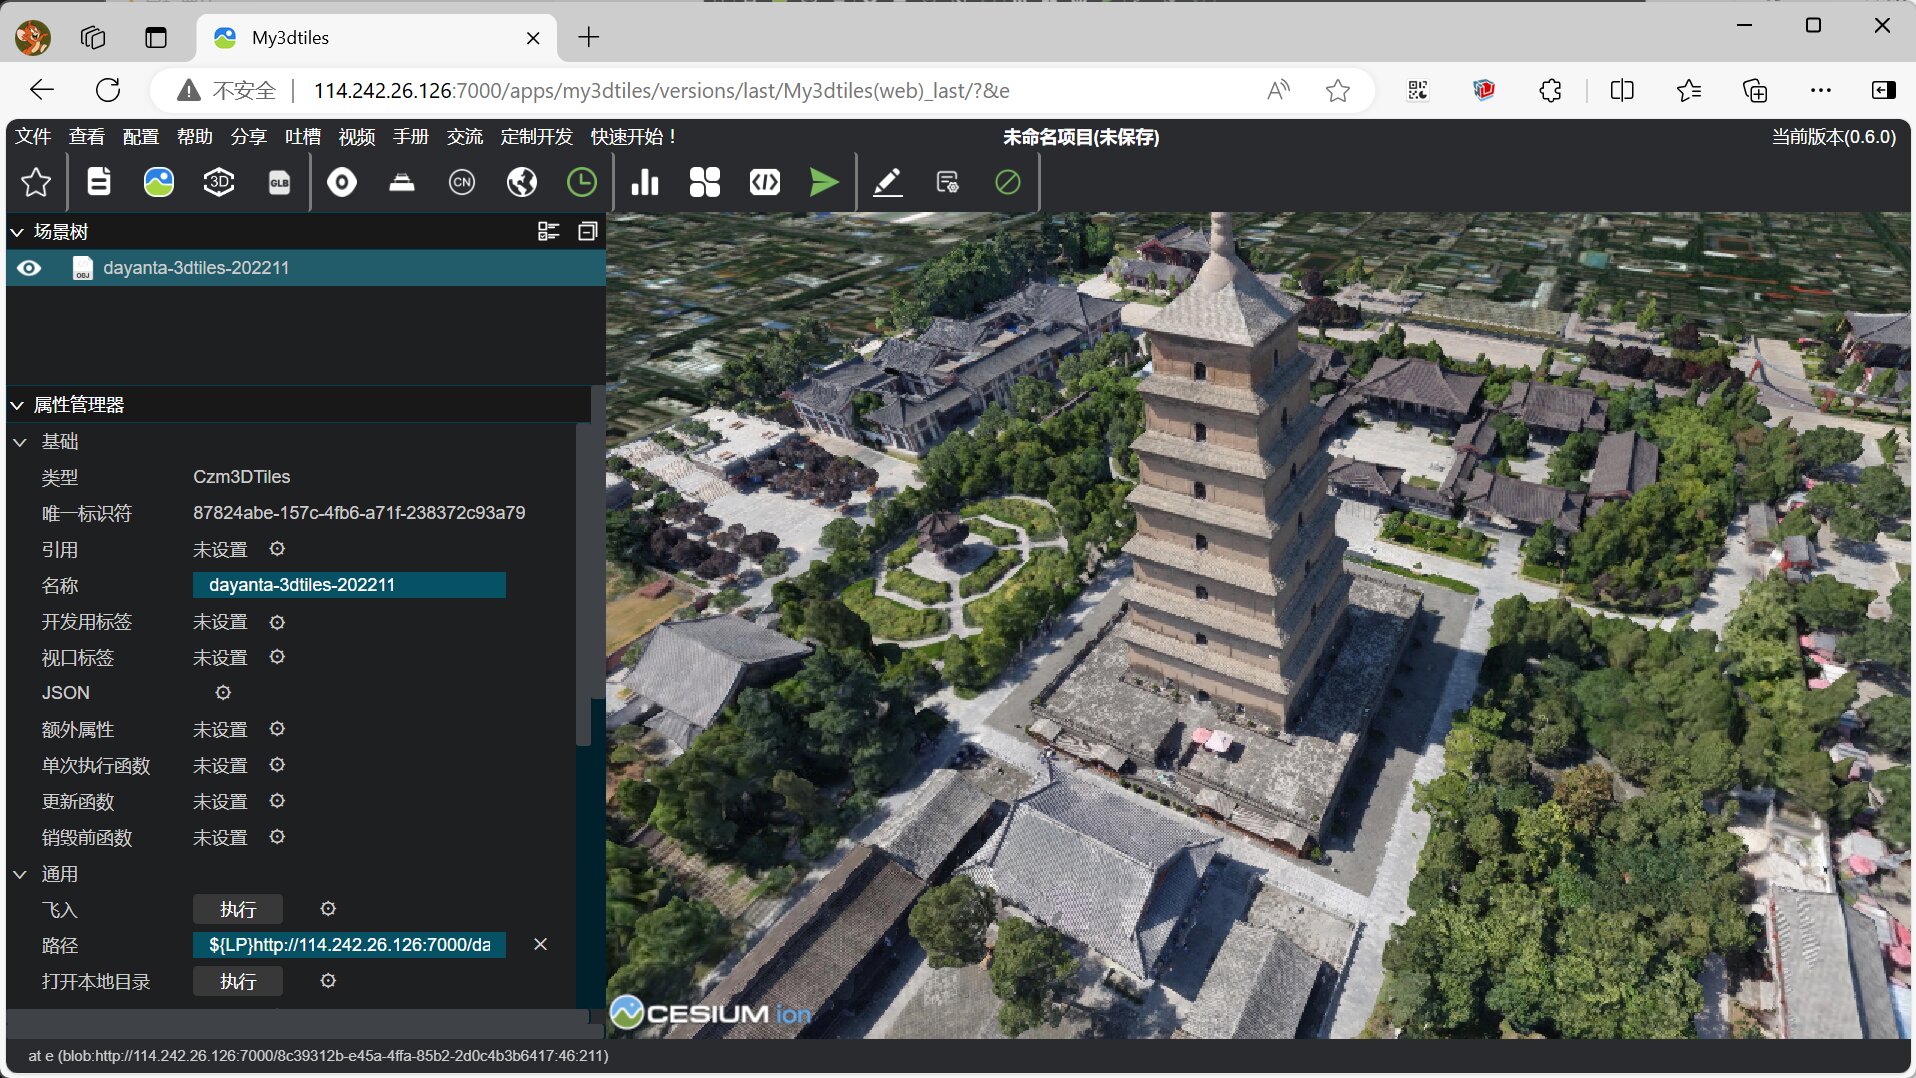 My3dtiles
不安全 114.242.26.126:7000/apps/my3dtiles/versions/last/My3dtiles(web)_last/?&e
文件 查看 配置 帮助 分享 吐槽 视频 手册 交流 定制开发 快速开始！ 未命名项目(未保存) 当前版本(0.6.0)
3D GLB CN
场景树
OBJ dayanta-3dtiles-202211
属性管理器
基础
类型 Czm3DTiles
唯一标识符 87824abe-157c-4fb6-a71f-238372c93a79
引用 未设置
名称 dayanta-3dtiles-202211
开发用标签 未设置
视口标签 未设置
JSON
额外属性 未设置
单次执行函数 未设置
更新函数 未设置
销毁前函数 未设置
通用
飞入 执行
路径 ${LP}http://114.242.26.126:7000/da
打开本地目录 执行
CESIUM ion
at e (blob:http://114.242.26.126:7000/8c39312b-e45a-4ffa-85b2-2d0c4b3b6417:46:211)